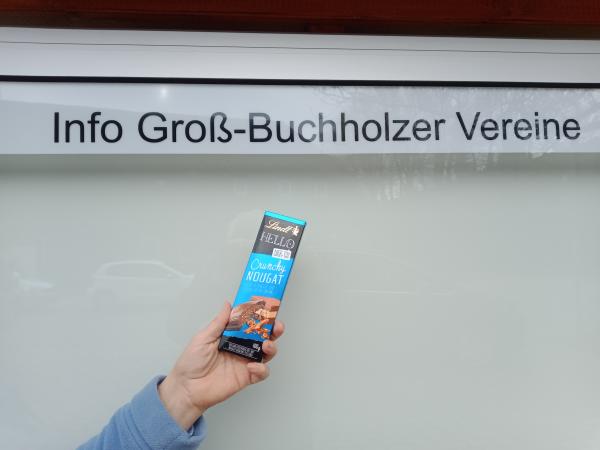 Info Groß-Buchholzer Vereine
Lindt
HELLO
Crunchy
NOUGAT